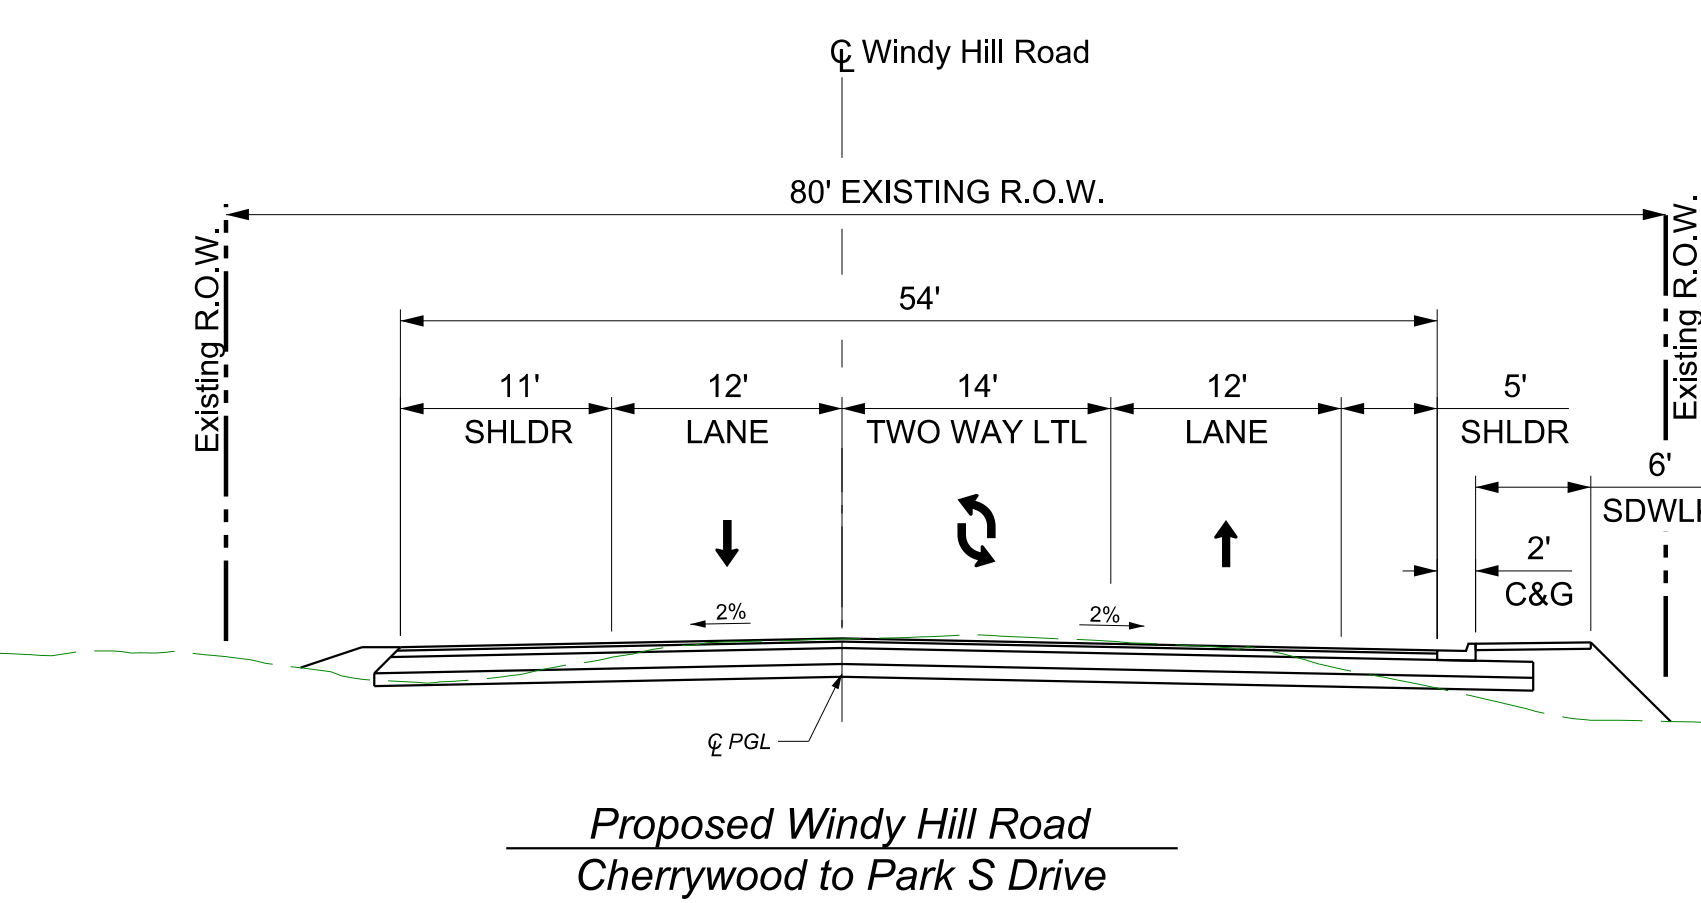 ℄ Windy Hill Road
80' EXISTING R.O.W.
Existing R.O.W.
Existing R.O.W.
54'
11'
SHLDR
12'
LANE
14'
TWO WAY LTL
12'
LANE
5'
SHLDR
6'
2'
C&G
2%
2%
℄ PGL
Proposed Windy Hill Road
Cherrywood to Park S Drive